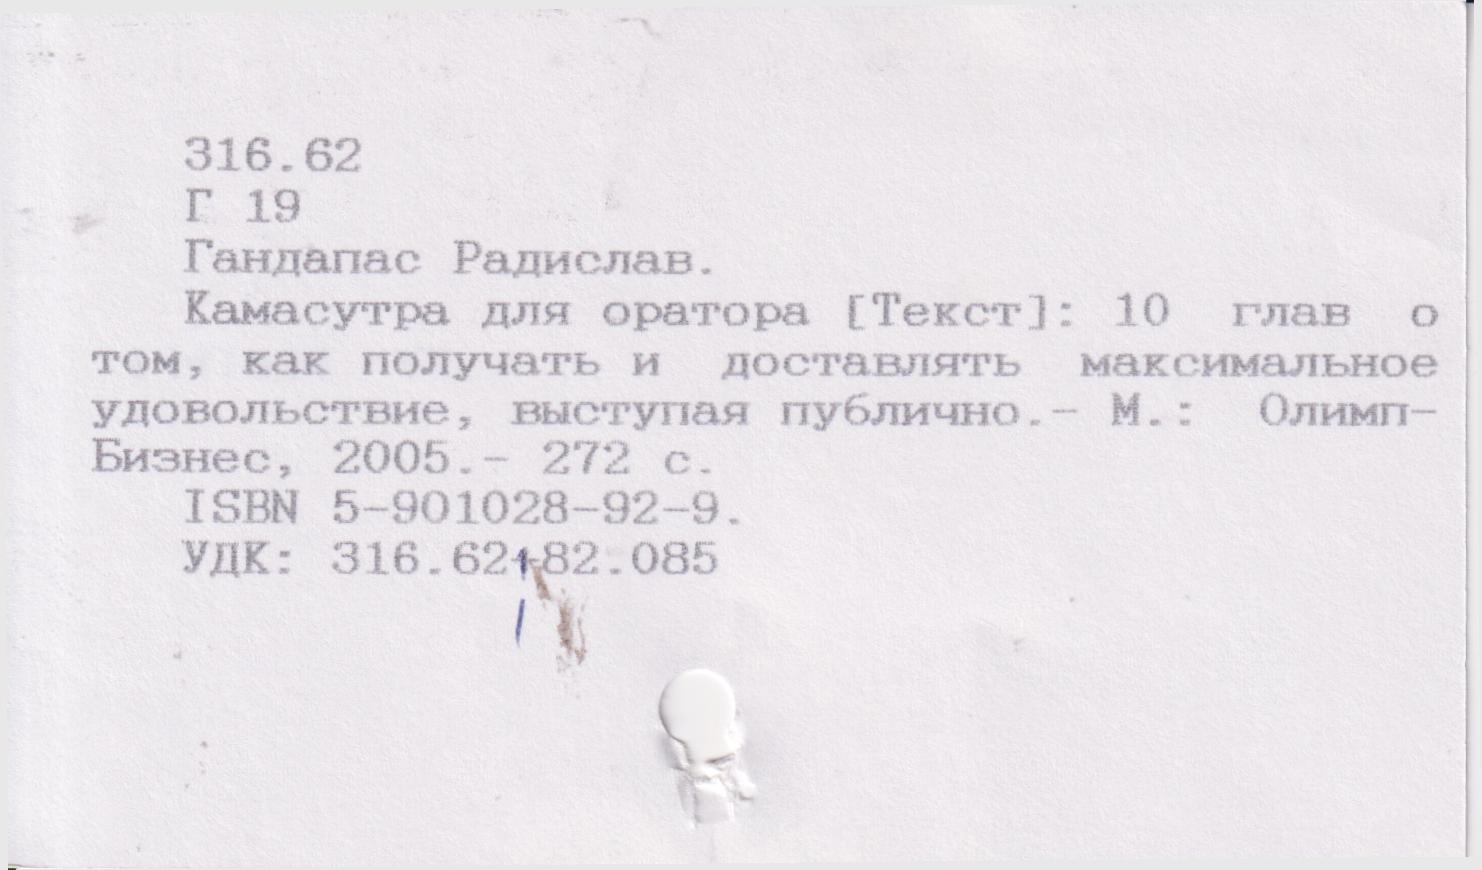 316.62
Г 19
Гандапас Радислав.
Камасутра для оратора [Текст]: 10 глав о
том, как получать и доставлять максимальное
удовольствие, выступая публично.- М.: Олимп-
Бизнес, 2005.- 272 с.
ISBN 5-901028-92-9.
УДК: 316.62+82.085